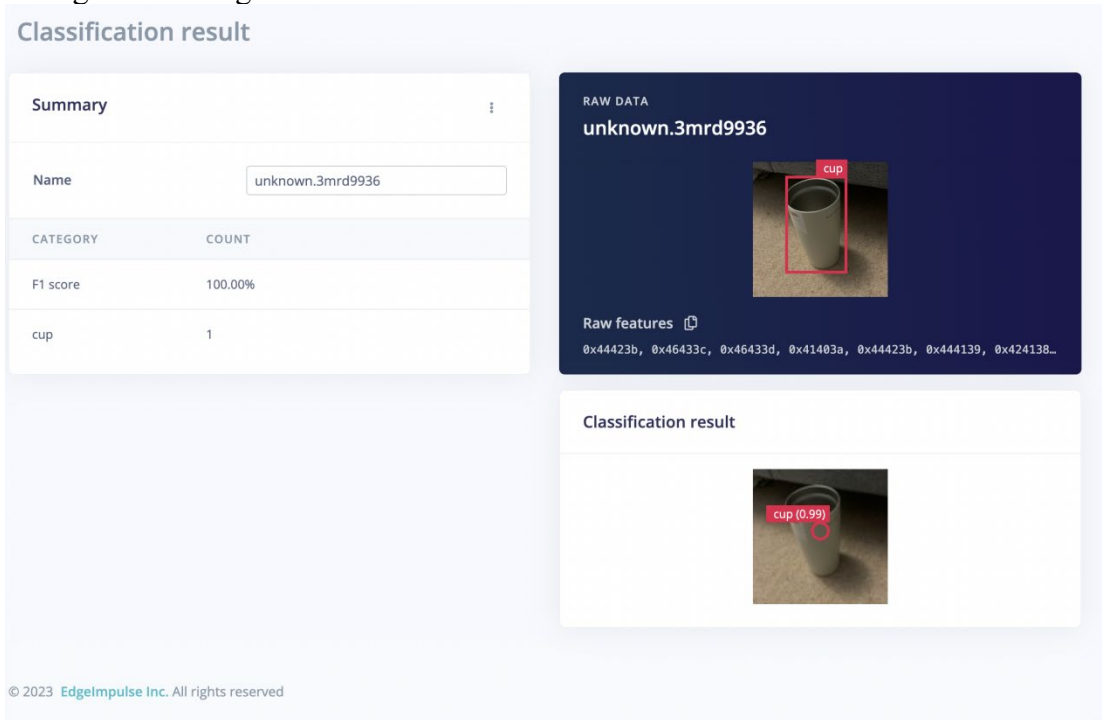 Classification result
Summary
Name
unknown.3mrd9936
CATEGORY COUNT
F1 score 100.00%
cup 1
RAW DATA
unknown.3mrd9936
cup
Raw features
0x44423b, 0x46433c, 0x46433d, 0x41403a, 0x44423b, 0x444139, 0x424138…
Classification result
cup (0.99)
© 2023 EdgeImpulse Inc. All rights reserved